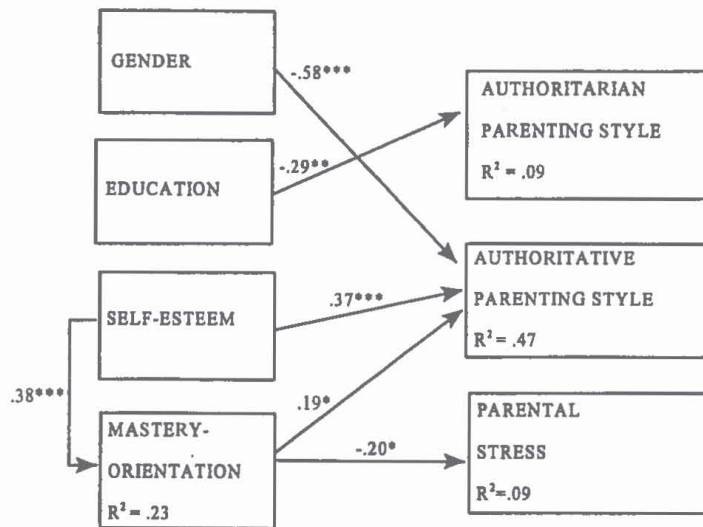 GENDER
-.58***
AUTHORITARIAN
PARENTING STYLE
R² = .09
EDUCATION
-.29**
AUTHORITATIVE
PARENTING STYLE
R² = .47
SELF-ESTEEM
.37***
.38***
.19*
MASTERY-
ORIENTATION
R² = .23
-.20*
PARENTAL
STRESS
R²=.09